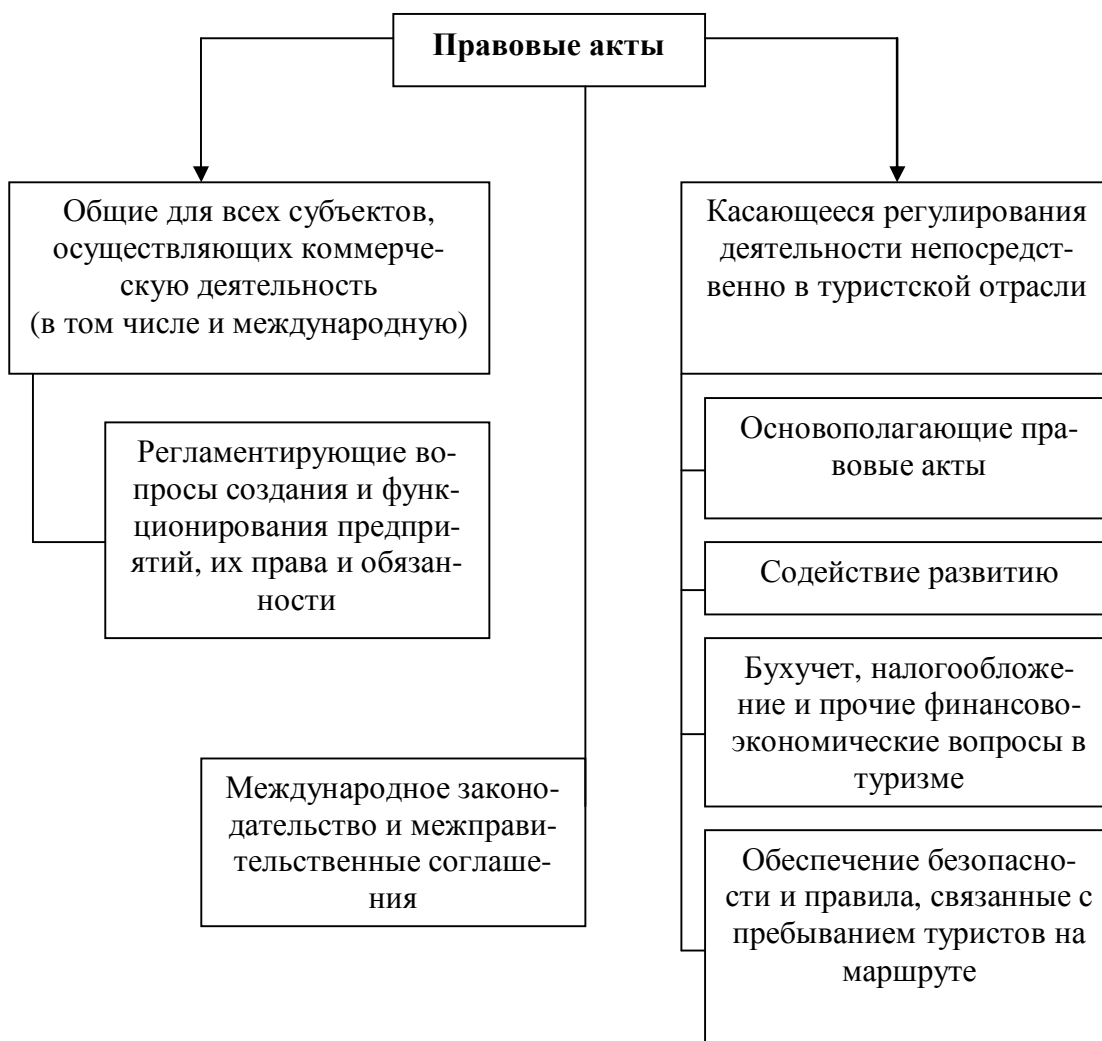 Правовые акты
Общие для всех субъектов,
осуществляющих коммерче-
скую деятельность
(в том числе и международную)
Регламентирующие во-
просы создания и функ-
ционирования предпри-
ятий, их права и обязан-
ности
Международное законо-
дательство и межправи-
тельственные соглаше-
ния
Касающееся регулирования
деятельности непосредст-
венно в туристской отрасли
Основополагающие пра-
вовые акты
Содействие развитию
Бухучет, налогообложе-
ние и прочие финансово-
экономические вопросы в
туризме
Обеспечение безопасно-
сти и правила, связанные с
пребыванием туристов на
маршруте